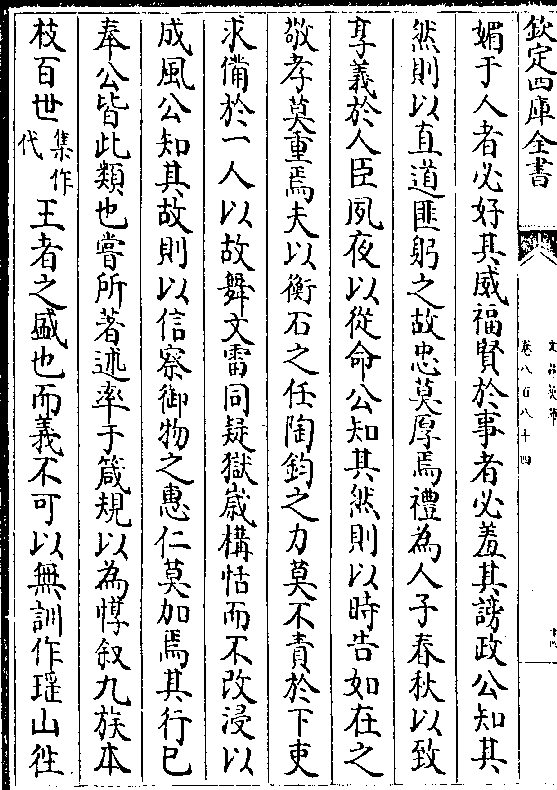 欽定四庫全書
卷八百八十四
媚于人者必好其威福賢於事者必羞其謗政公知其
然則以直道匪躬之故忠莫厚焉禮為人子春秋以致
享義於人臣夙夜以從命公知其然則以時告如在之
敬孝莫重焉夫以衡石之任陶鈞之力莫不責於下吏
求備於一人以故舞文雷同疑獄嵗構怙而不改浸以
成風公知其故則以信察御物之惠仁莫加焉其行已
奉公皆此類也嘗所著述率于箴規以為惇叙九族本
枝百世集作代王者之盛也而義不可以無訓作瑶山徃